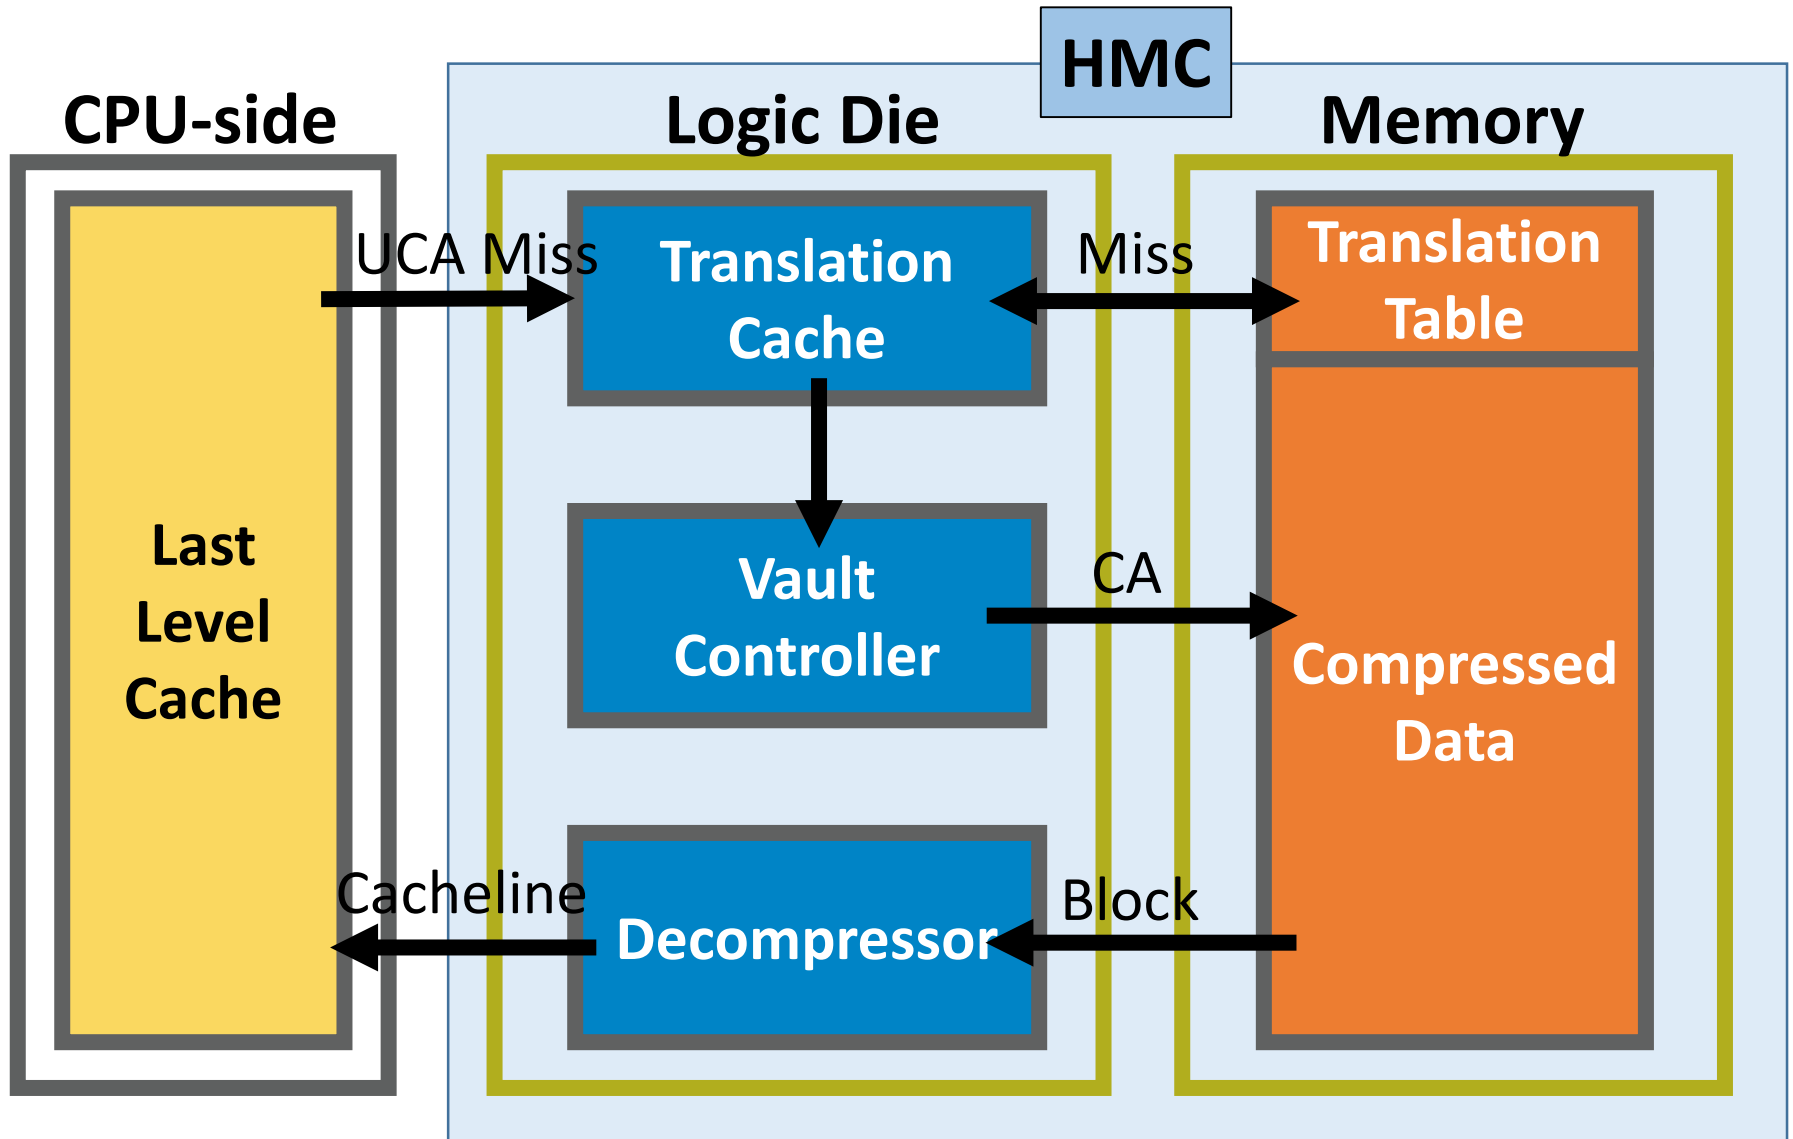 HMC
CPU-side
Logic Die
Memory
UCA Miss
Translation
Cache
Miss
Translation
Table
Last
Level
Cache
Vault
Controller
CA
Compressed
Data
Cacheline
Decompressor
Block